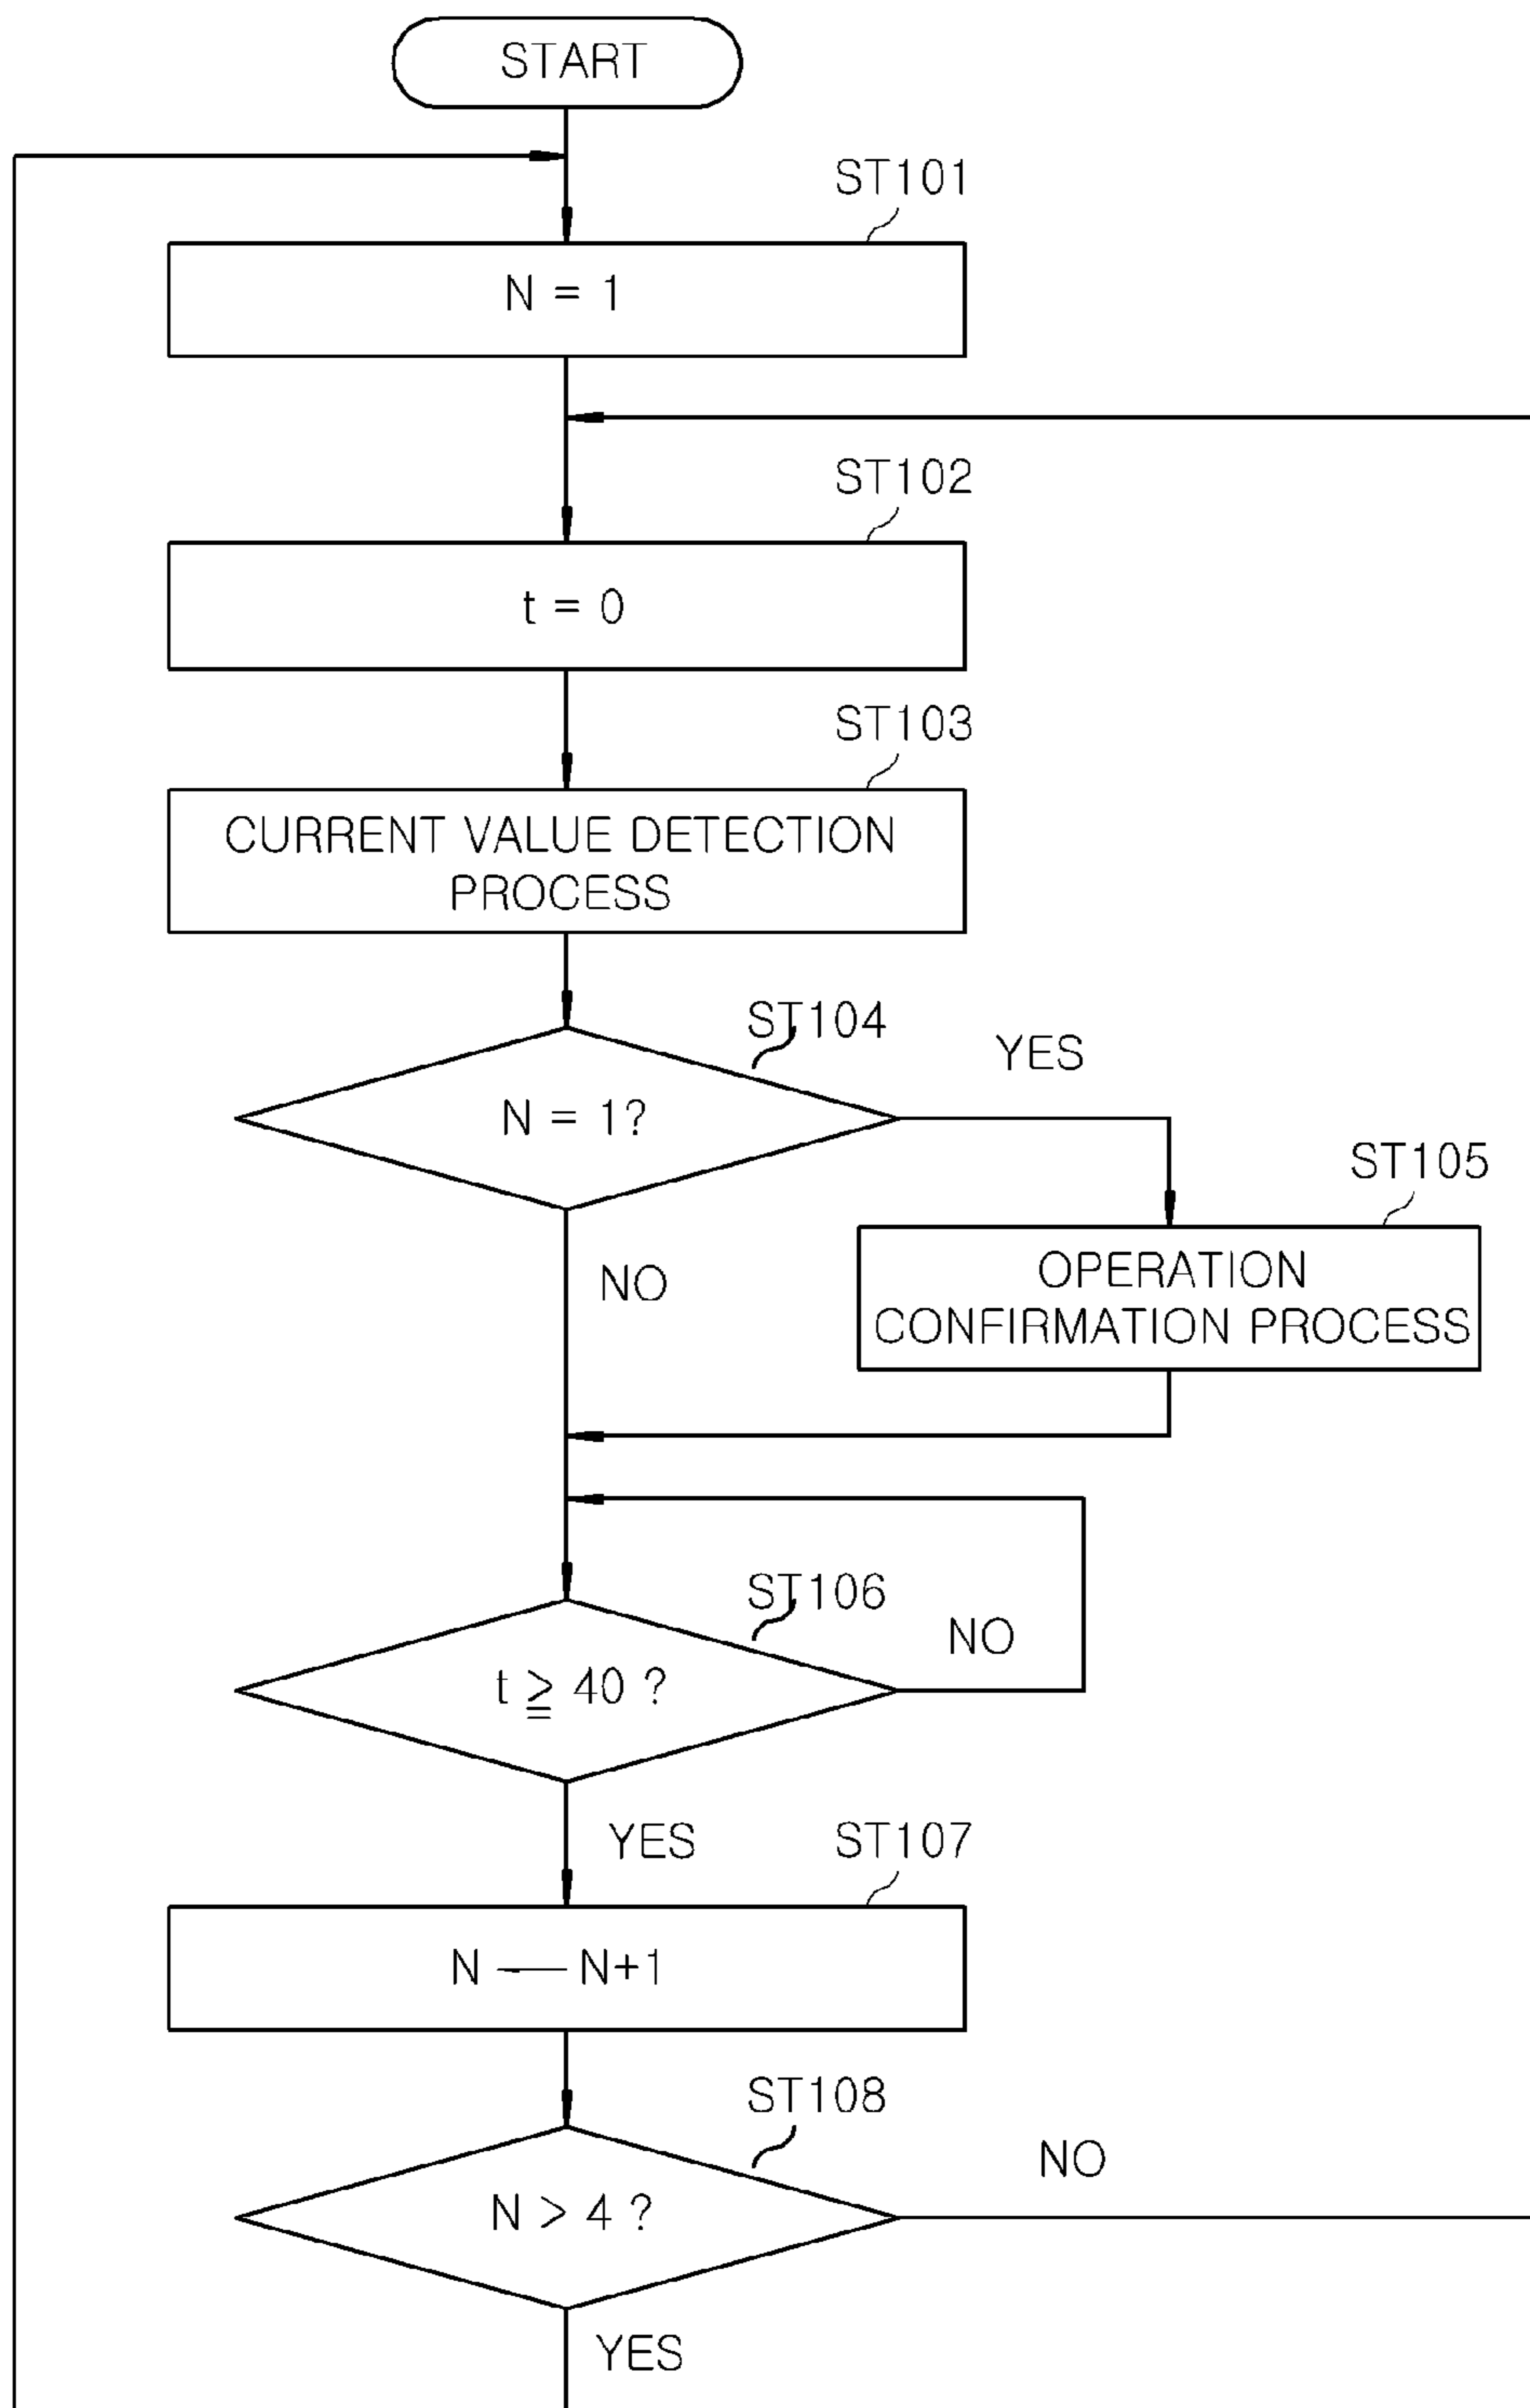 START
ST101
N = 1
ST102
t = 0
ST103
CURRENT VALUE DETECTION
PROCESS
ST104
YES
N = 1?
ST105
NO
OPERATION
CONFIRMATION PROCESS
ST106
NO
t ≧ 40 ?
YES
ST107
N ← N+1
ST108
NO
N > 4 ?
YES